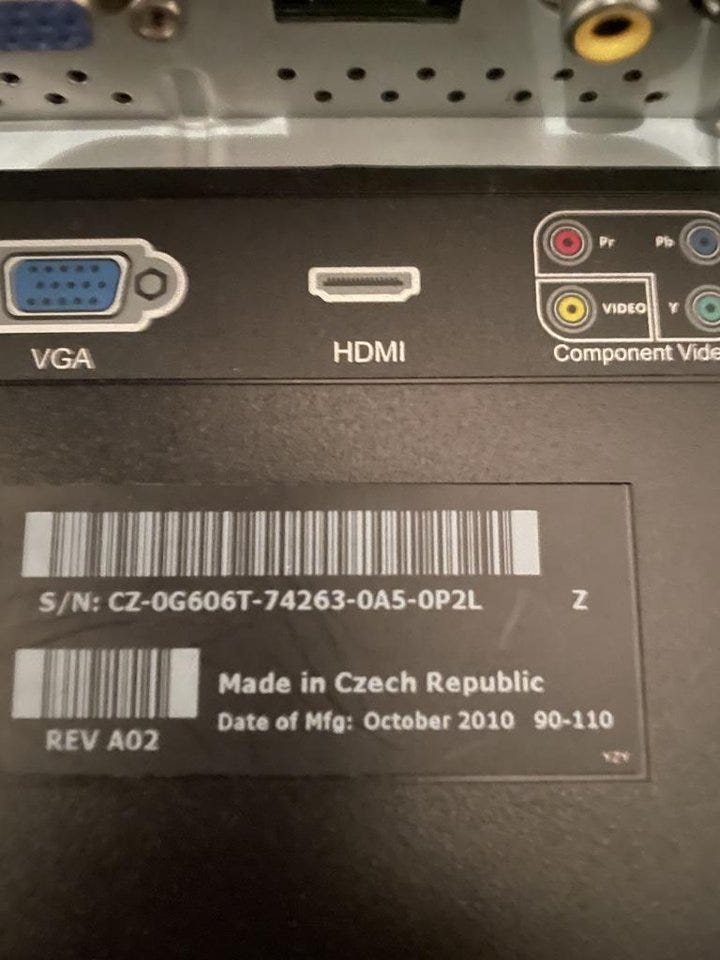 Pr Pb
VIDEO Y
VGA HDMI Component Vide
S/N: CZ-0G606T-74263-0A5-0P2L Z
Made in Czech Republic
Date of Mfg: October 2010 90-110
REV A02
YZY